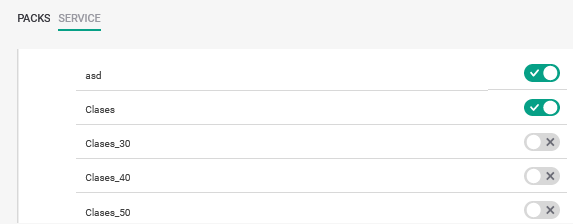 PACKS SERVICE
asd
Clases
Clases_30
Clases_40
Clases_50